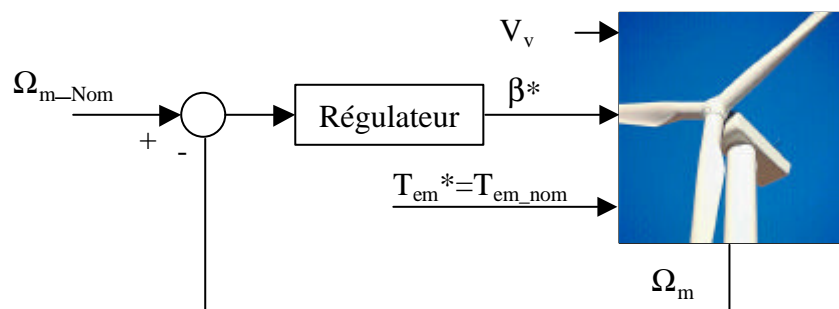 V_v
Ω_m_Nom
β*
Régulateur
+
-
T_em*=T_em_nom
Ω_m